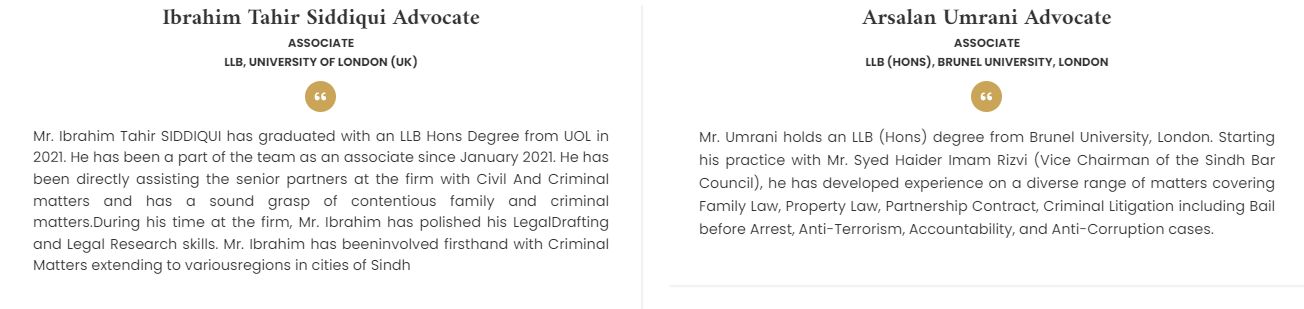 Ibrahim Tahir Siddiqui Advocate
ASSOCIATE
LLB, UNIVERSITY OF LONDON (UK)
Mr. Ibrahim Tahir SIDDIQUI has graduated with an LLB Hons Degree from UOL in
2021. He has been a part of the team as an associate since January 2021. He has
been directly assisting the senior partners at the firm with Civil And Criminal
matters and has a sound grasp of contentious family and criminal
matters.During his time at the firm, Mr. Ibrahim has polished his LegalDrafting
and Legal Research skills. Mr. Ibrahim has beeninvolved firsthand with Criminal
Matters extending to variousregions in cities of Sindh
Arsalan Umrani Advocate
ASSOCIATE
LLB (HONS), BRUNEL UNIVERSITY, LONDON
Mr. Umrani holds an LLB (Hons) degree from Brunel University, London. Starting
his practice with Mr. Syed Haider Imam Rizvi (Vice Chairman of the Sindh Bar
Council), he has developed experience on a diverse range of matters covering
Family Law, Property Law, Partnership Contract, Criminal Litigation including Bail
before Arrest, Anti-Terrorism, Accountability, and Anti-Corruption cases.